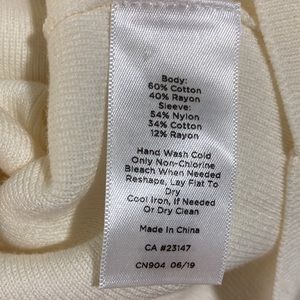 Body:
60% Cotton
40% Rayon
Sleeve:
54% Nylon
34% Cotton
12% Rayon
Hand Wash Cold
Only Non-Chlorine
Bleach When Needed
Reshape, Lay Flat To
Dry
Cool Iron, If Needed
Or Dry Clean
Made In China
CA #23147
CN904 06/19